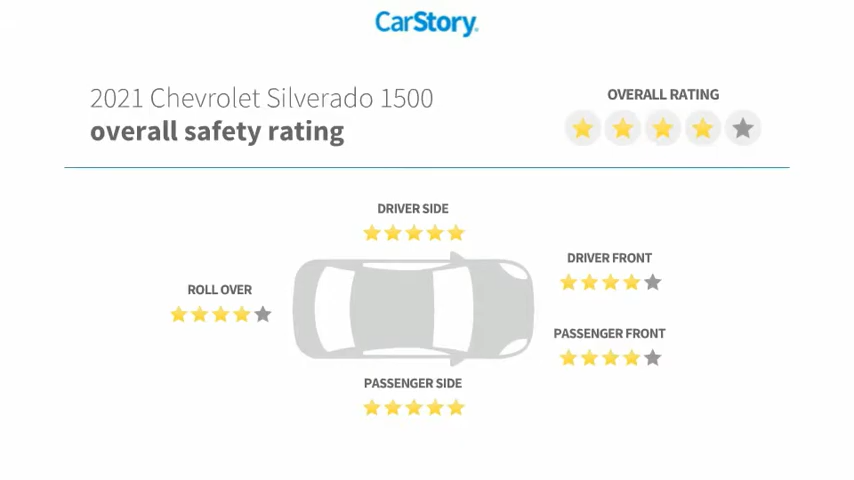 CarStory.
2021 Chevrolet Silverado 1500
overall safety rating
OVERALL RATING
DRIVER SIDE
DRIVER FRONT
ROLL OVER
PASSENGER FRONT
PASSENGER SIDE